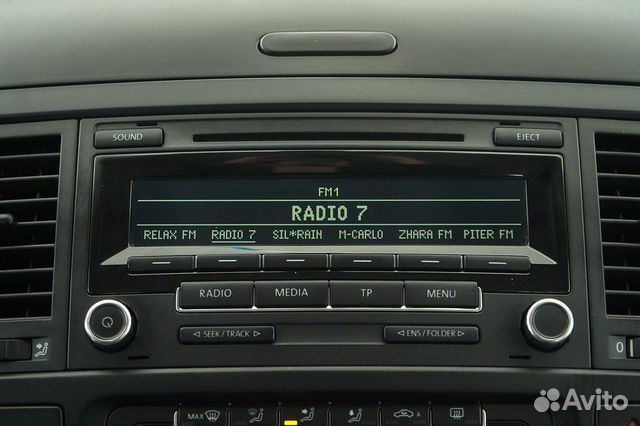 SOUND
EJECT
FM1
RADIO 7
RELAX FM RADIO 7 SIL*RAIN M-CARLO ZHARA FM PITER FM
RADIO MEDIA TP MENU
◁ SEEK / TRACK ▷ ◁ ENS / FOLDER ▷
0
MAX A
Avito